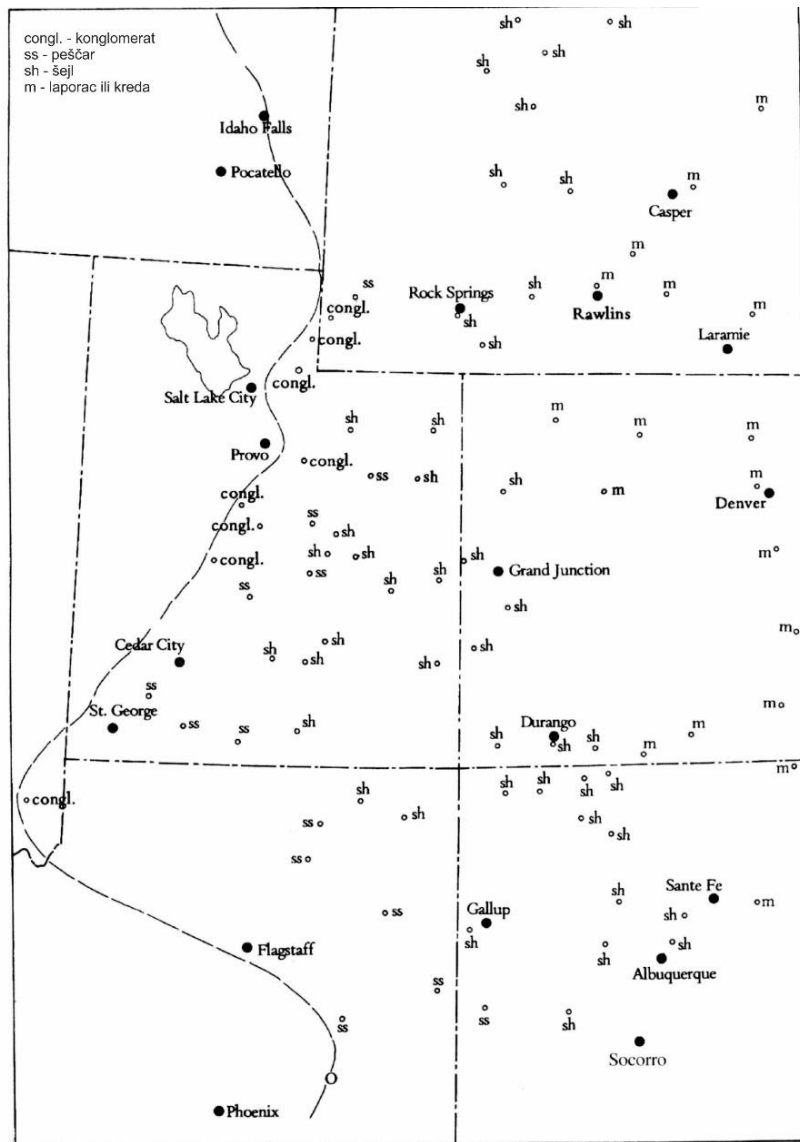 congl. - konglomerat
ss - peščar
sh - šejl
m - laporac ili kreda
sh
sh
sh
sh
sh
m
Idaho Falls
Pocatello
sh
sh
m
Casper
m
ss
Rock Springs
sh
m
m
congl.
sh
Rawlins
m
congl.
sh
Laramie
congl.
Salt Lake City
sh
sh
m
m
m
Provo
congl.
ss
sh
sh
m
m
Denver
congl.
ss
congl.
sh
m
congl.
sh
sh
sh
Grand Junction
ss
sh
sh
ss
sh
m
Cedar City
sh
sh
sh
sh
sh
ss
m
St. George
ss
ss
sh
Durango
sh
sh
sh
m
m
m
congl.
sh
sh
sh
sh
sh
ss
sh
sh
sh
ss
ss
Gallup
sh
Sante Fe
m
sh
sh
Flagstaff
sh
sh
Albuquerque
ss
ss
ss
sh
Socorro
Phoenix